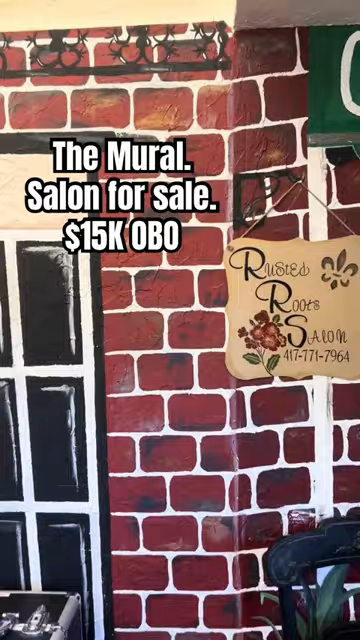 The Mural.
Salon for sale.
$15K OBO
Rusted
Roots
Salon
417-771-7964